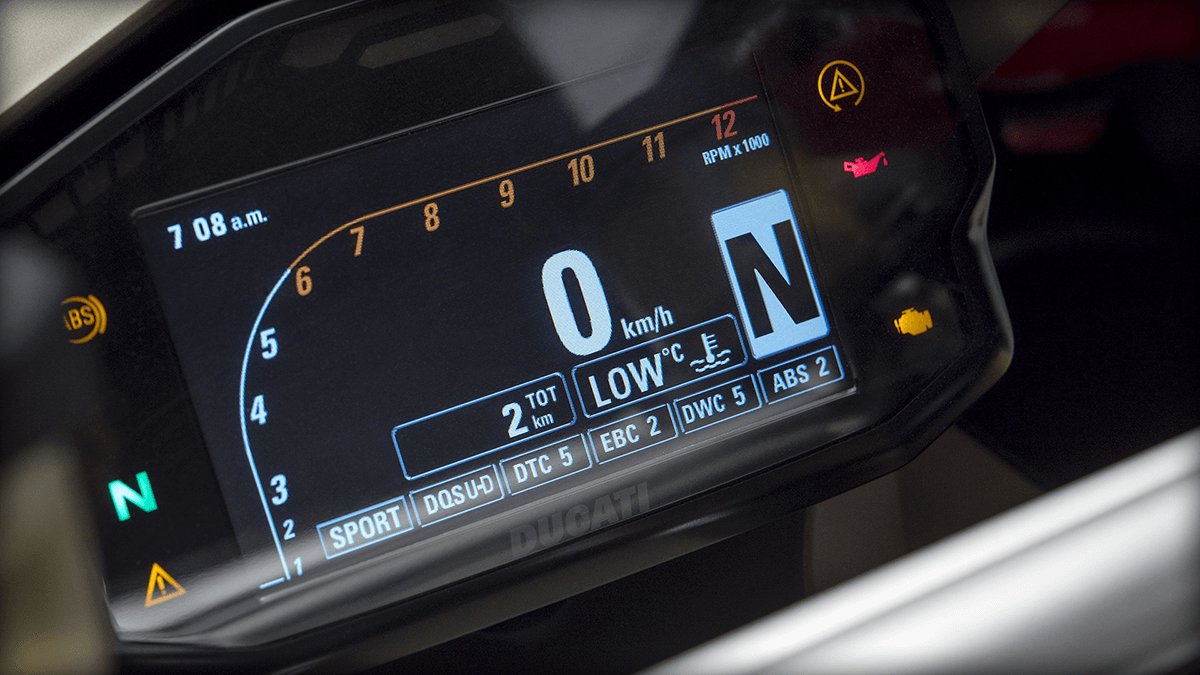 7 08 a.m.
12
11
10
9
8
7
6
5
4
3
2
1
RPM x 1000
N
0 km/h
LOW °C
2 TOT km
SPORT
DQS U-D
DTC 5
EBC 2
DWC 5
ABS 2
ABS
N
DUCATI